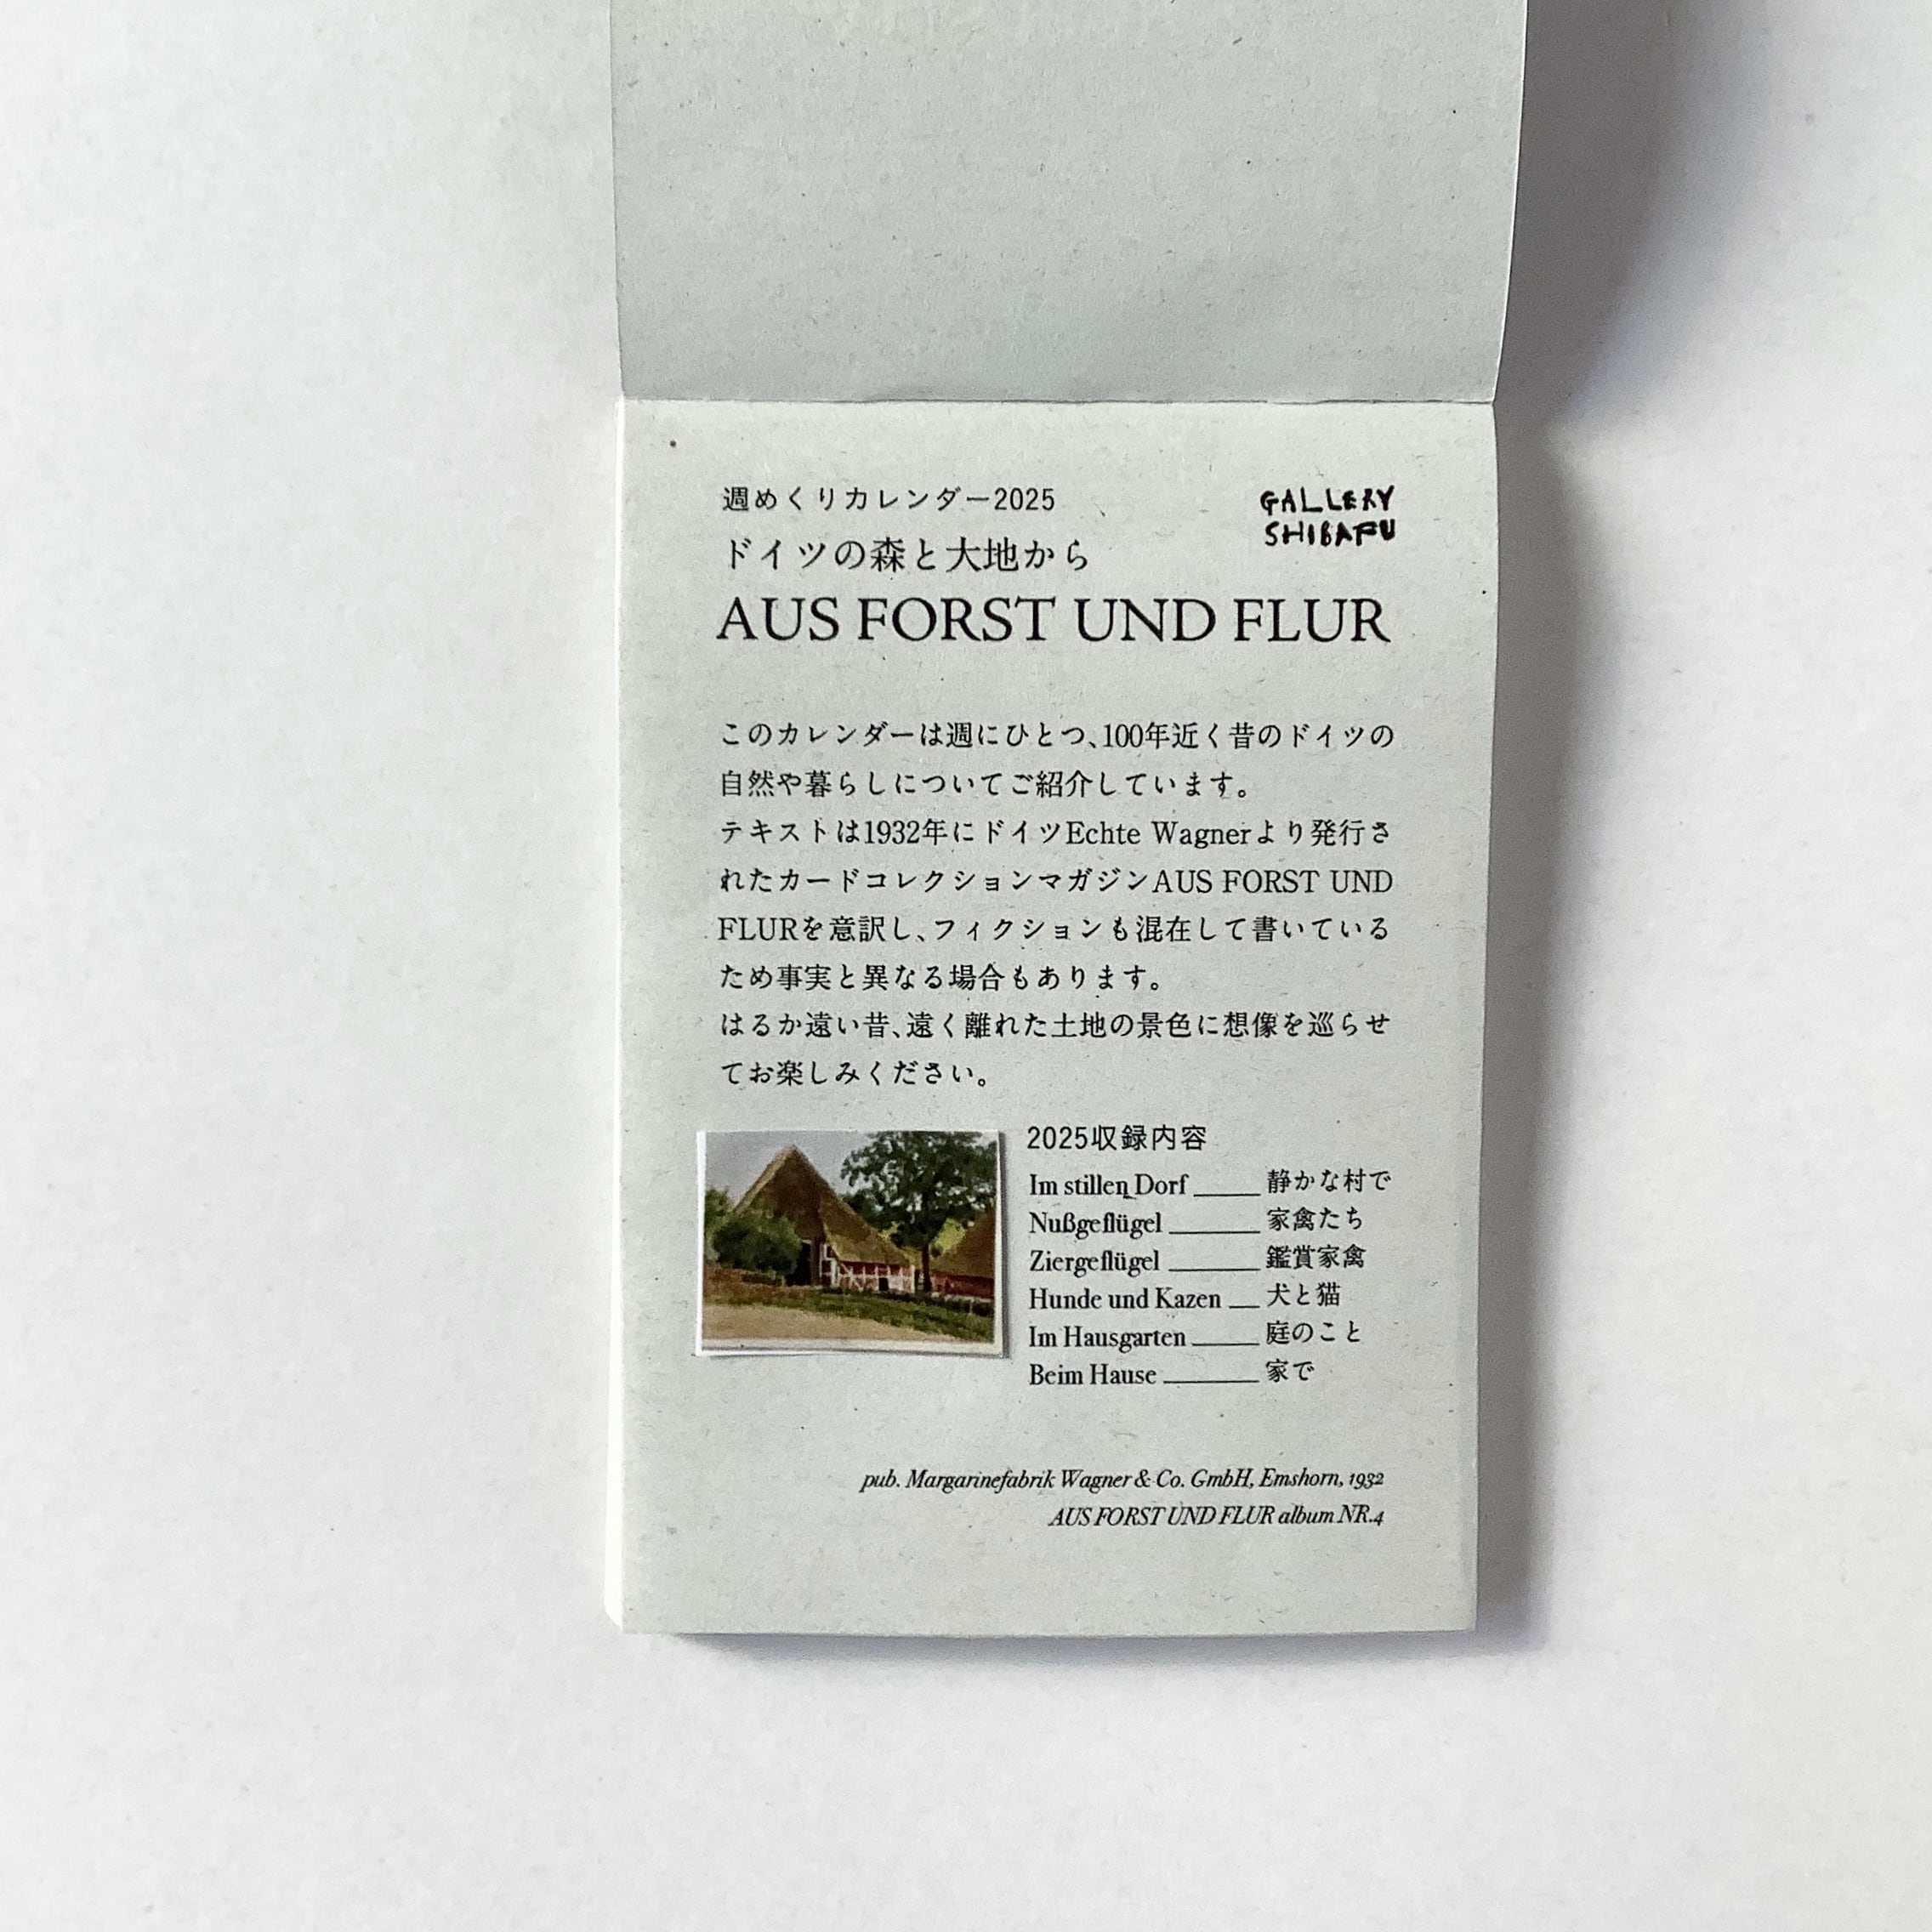 週めくりカレンダー2025
GALLERY
SHIBAFU
ドイツの森と大地から
AUS FORST UND FLUR
このカレンダーは週にひとつ、100年近く昔のドイツの
自然や暮らしについてご紹介しています。
テキストは1932年にドイツEchte Wagnerより発行さ
れたカードコレクションマガジンAUS FORST UND
FLURを意訳し、フィクションも混在して書いている
ため事実と異なる場合もあります。
はるか遠い昔、遠く離れた土地の景色に想像を巡らせ
てお楽しみください。
2025収録内容
Im stillen Dorf 静かな村で
Nußgeflügel 家禽たち
Ziergeflügel 鑑賞家禽
Hunde und Kazen 犬と猫
Im Hausgarten 庭のこと
Beim Hause 家で
pub. Margarinefabrik Wagner & Co. GmbH, Emshorn, 1932
AUS FORST UND FLUR album NR.4